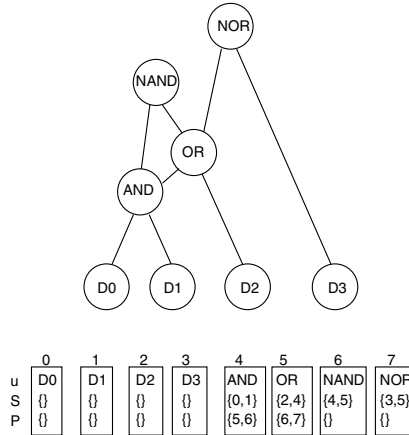 NOR
NAND
OR
AND
D0 D1 D2 D3
0 1 2 3 4 5 6 7
u D0 D1 D2 D3 AND OR NAND NOR
S {} {} {} {} {0,1} {2,4} {4,5} {3,5}
P {} {} {} {} {5,6} {6,7} {} {}